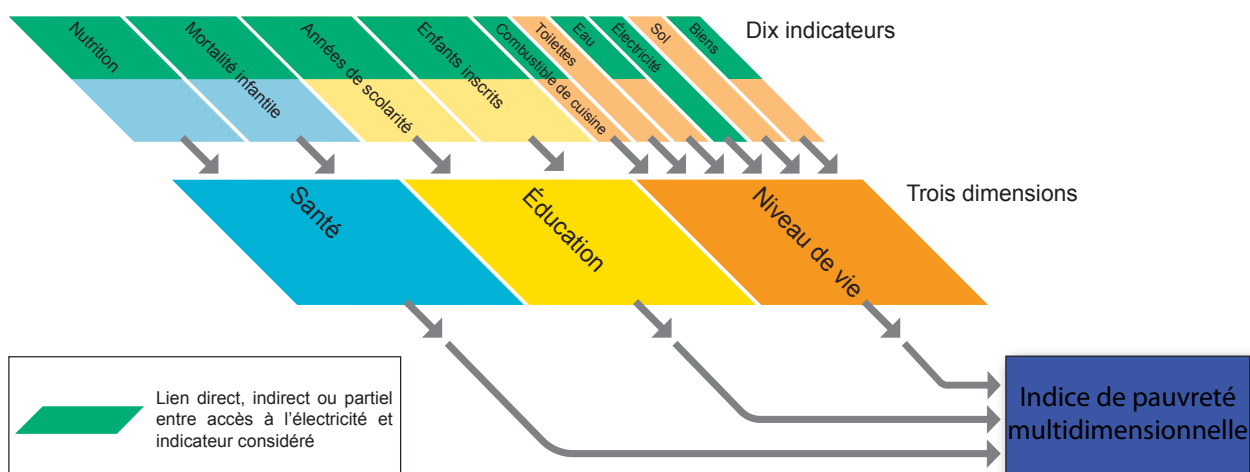 Nutrition
Mortalité infantile
Années de scolarité
Enfants inscrits
Combustible de cuisine
Toilettes
Eau
Électricité
Sol
Biens
Dix indicateurs
Santé
Éducation
Niveau de vie
Trois dimensions
Lien direct, indirect ou partiel
entre accès à l’électricité et
indicateur considéré
Indice de pauvreté
multidimensionnelle